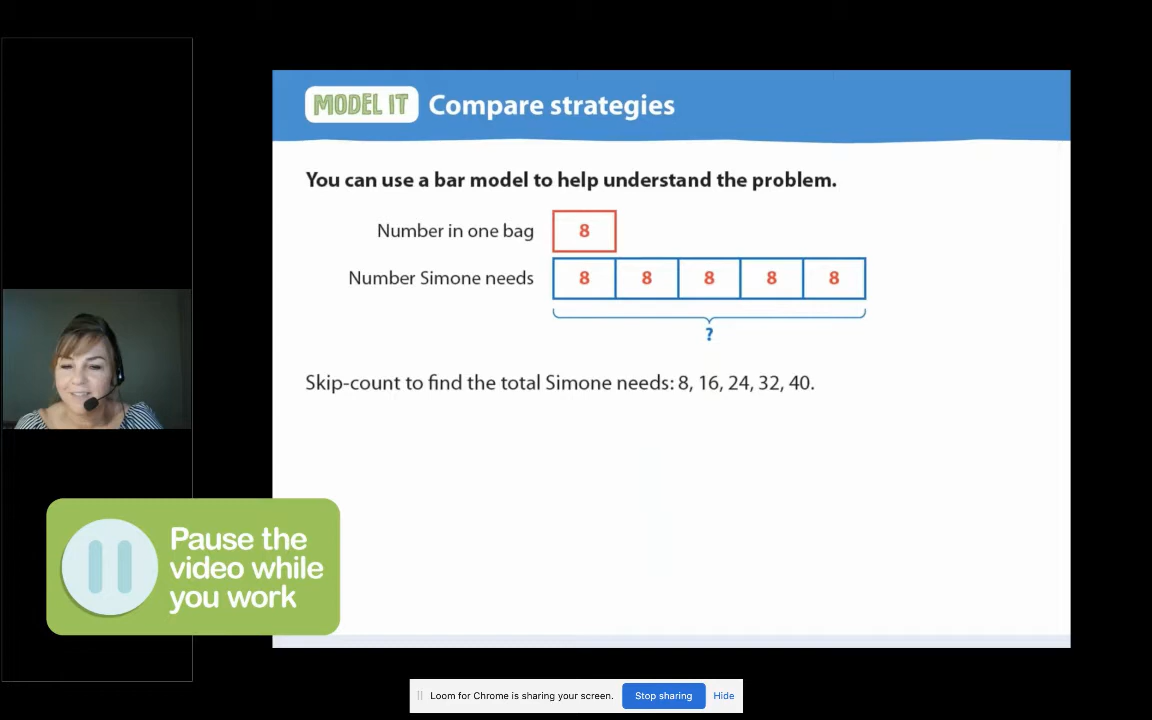 MODEL IT Compare strategies
You can use a bar model to help understand the problem.
Number in one bag 8
Number Simone needs 8 8 8 8 8
?
Skip-count to find the total Simone needs: 8, 16, 24, 32, 40.
Pause the
video while
you work
Loom for Chrome is sharing your screen. Stop sharing Hide